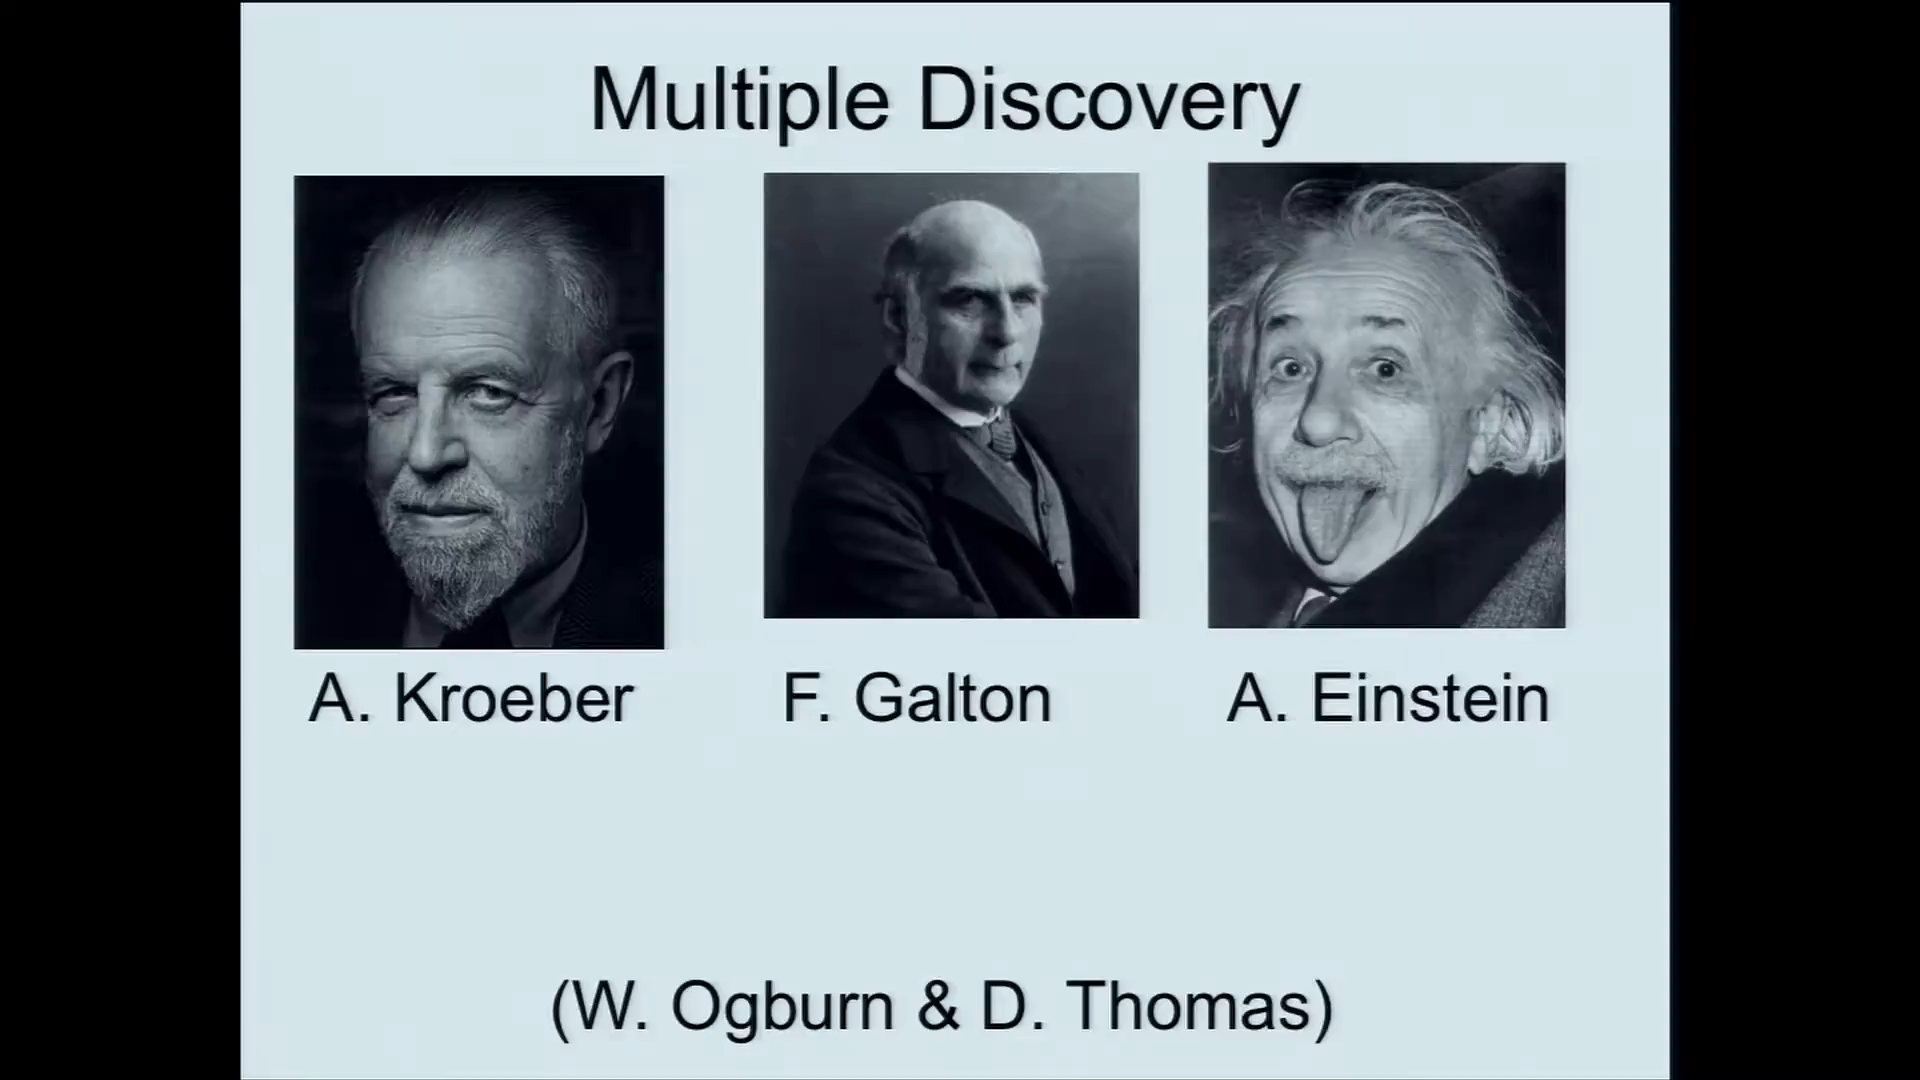 Multiple Discovery
A. Kroeber
F. Galton
A. Einstein
(W. Ogburn & D. Thomas)